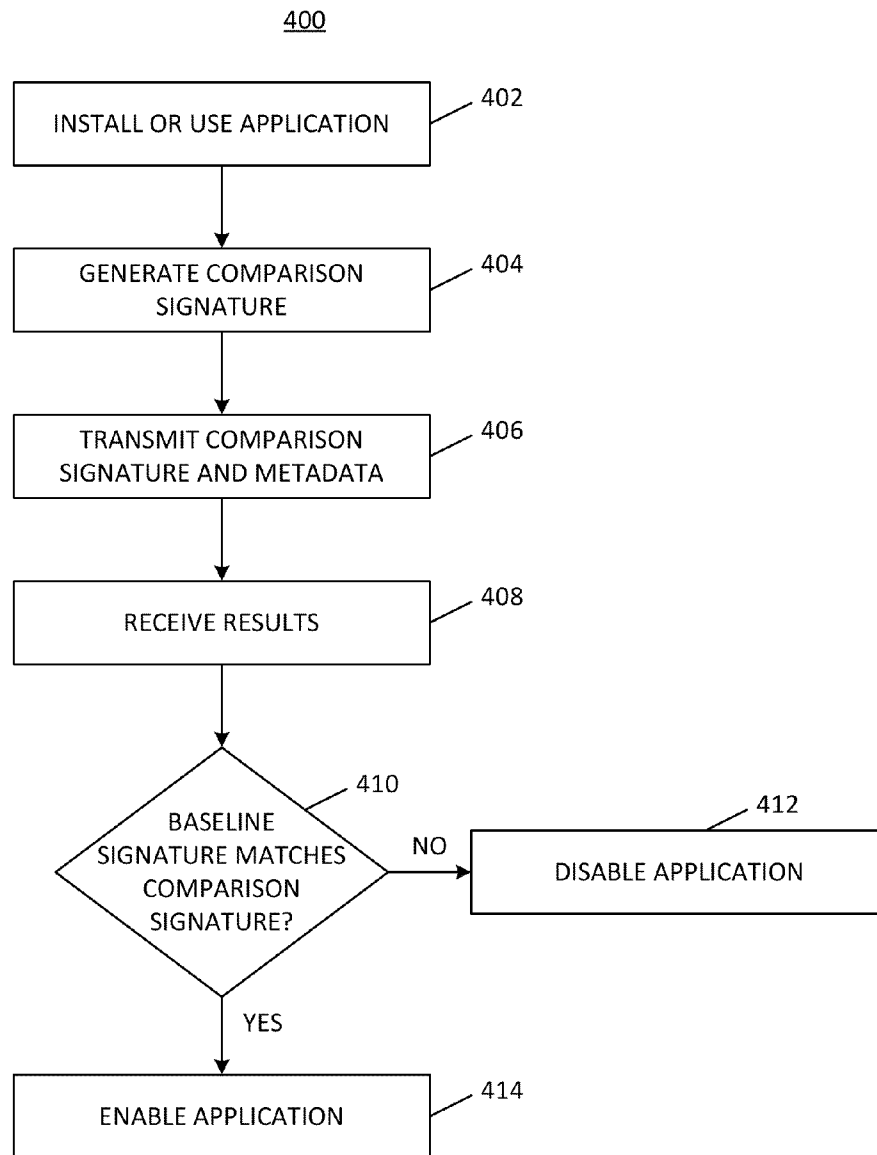 400
INSTALL OR USE APPLICATION
402
GENERATE COMPARISON
SIGNATURE
404
TRANSMIT COMPARISON
SIGNATURE AND METADATA
406
RECEIVE RESULTS
408
BASELINE
SIGNATURE MATCHES
COMPARISON
SIGNATURE?
410
NO
DISABLE APPLICATION
412
YES
ENABLE APPLICATION
414